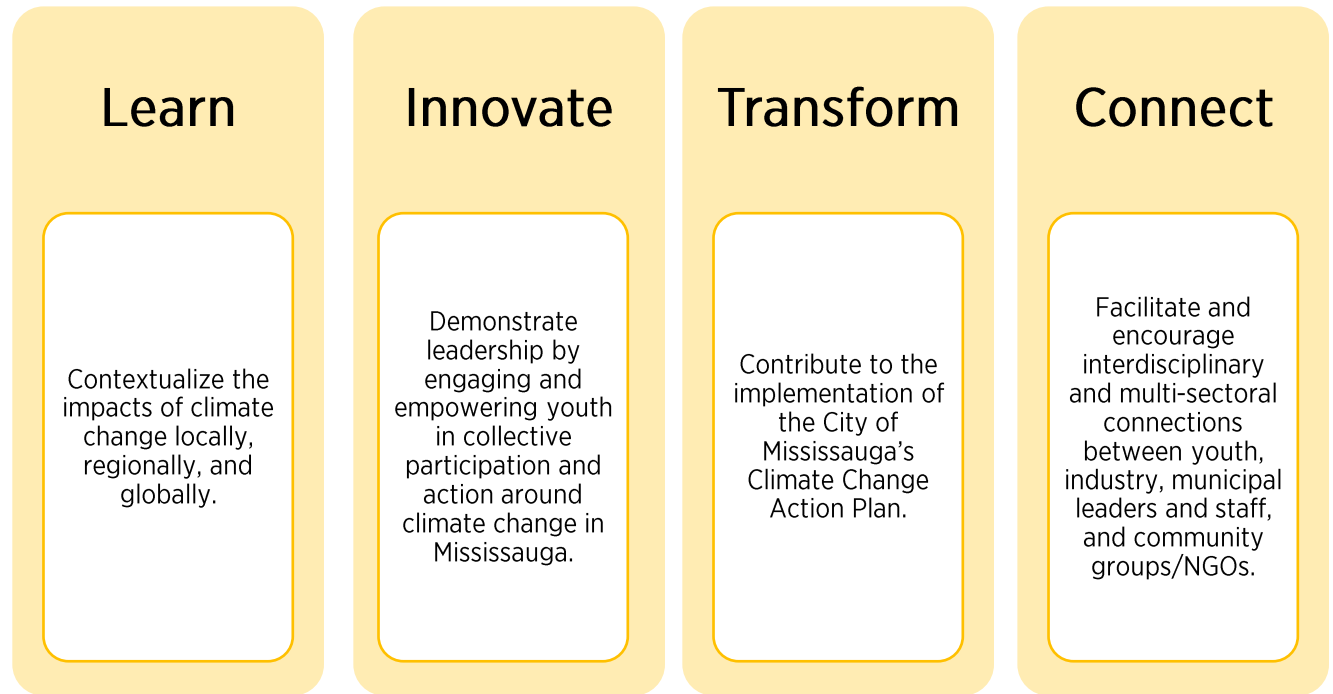 Learn
Contextualize the
impacts of climate
change locally,
regionally, and
globally.
Innovate
Demonstrate
leadership by
engaging and
empowering youth
in collective
participation and
action around
climate change in
Mississauga.
Transform
Contribute to the
implementation of
the City of
Mississauga’s
Climate Change
Action Plan.
Connect
Facilitate and
encourage
interdisciplinary
and multi-sectoral
connections
between youth,
industry, municipal
leaders and staff,
and community
groups/NGOs.